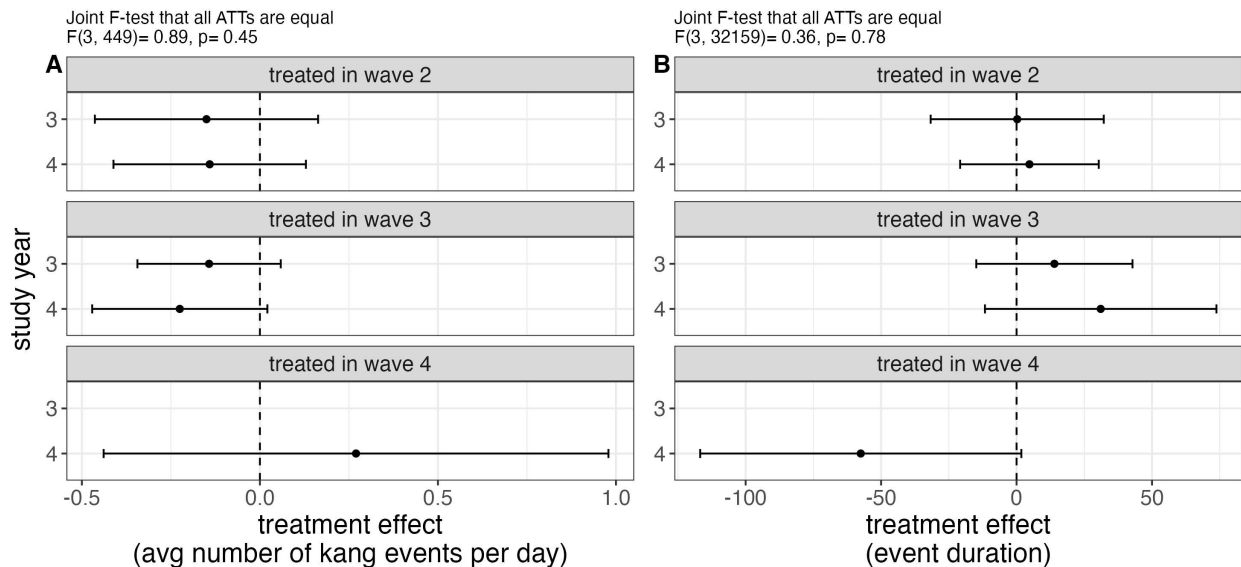 Joint F-test that all ATTs are equal
F(3, 449)= 0.89, p= 0.45
A
treated in wave 2
3
4
treated in wave 3
3
4
treated in wave 4
3
4
study year
-0.5 0.0 0.5 1.0
treatment effect
(avg number of kang events per day)
Joint F-test that all ATTs are equal
F(3, 32159)= 0.36, p= 0.78
B
treated in wave 2
3
4
treated in wave 3
3
4
treated in wave 4
3
4
-100 -50 0 50
treatment effect
(event duration)